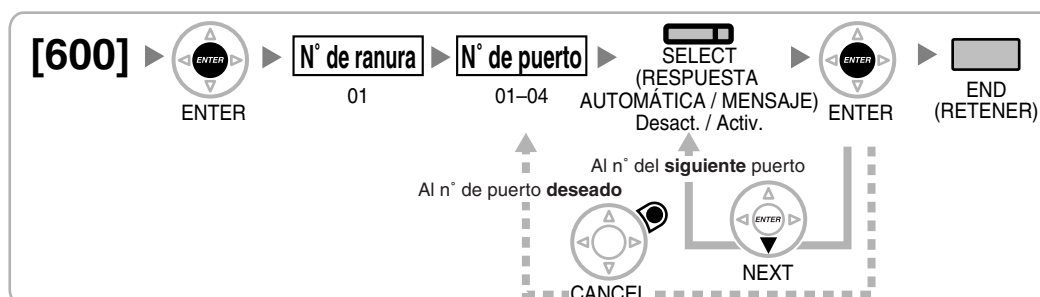 [600]
ENTER
ENTER
N° de ranura
01
N° de puerto
01–04
SELECT
(RESPUESTA
AUTOMÁTICA / MENSAJE)
Desact. / Activ.
ENTER
ENTER
END
(RETENER)
Al n° del siguiente puerto
Al n° de puerto deseado
ENTER
NEXT
CANCEL